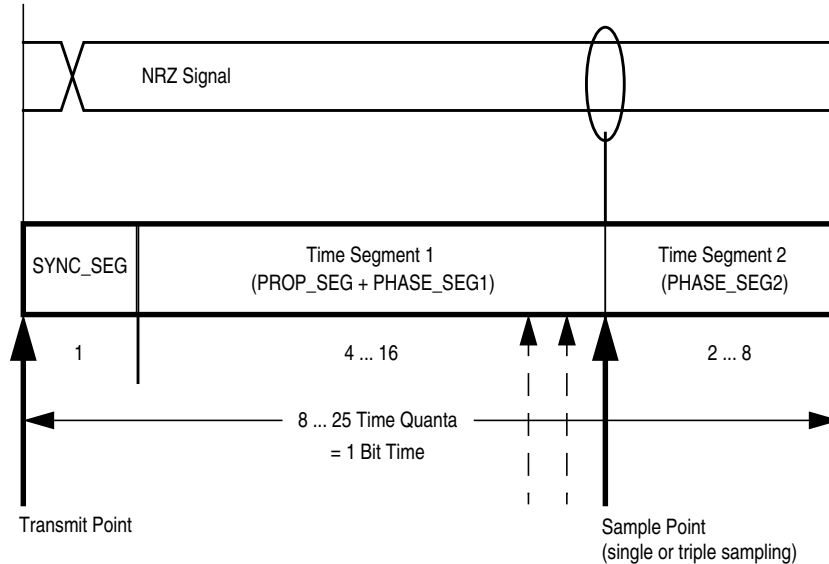 NRZ Signal
SYNC_SEG
Time Segment 1
(PROP_SEG + PHASE_SEG1)
Time Segment 2
(PHASE_SEG2)
1
4 ... 16
2 ... 8
8 ... 25 Time Quanta
= 1 Bit Time
Transmit Point
Sample Point
(single or triple sampling)